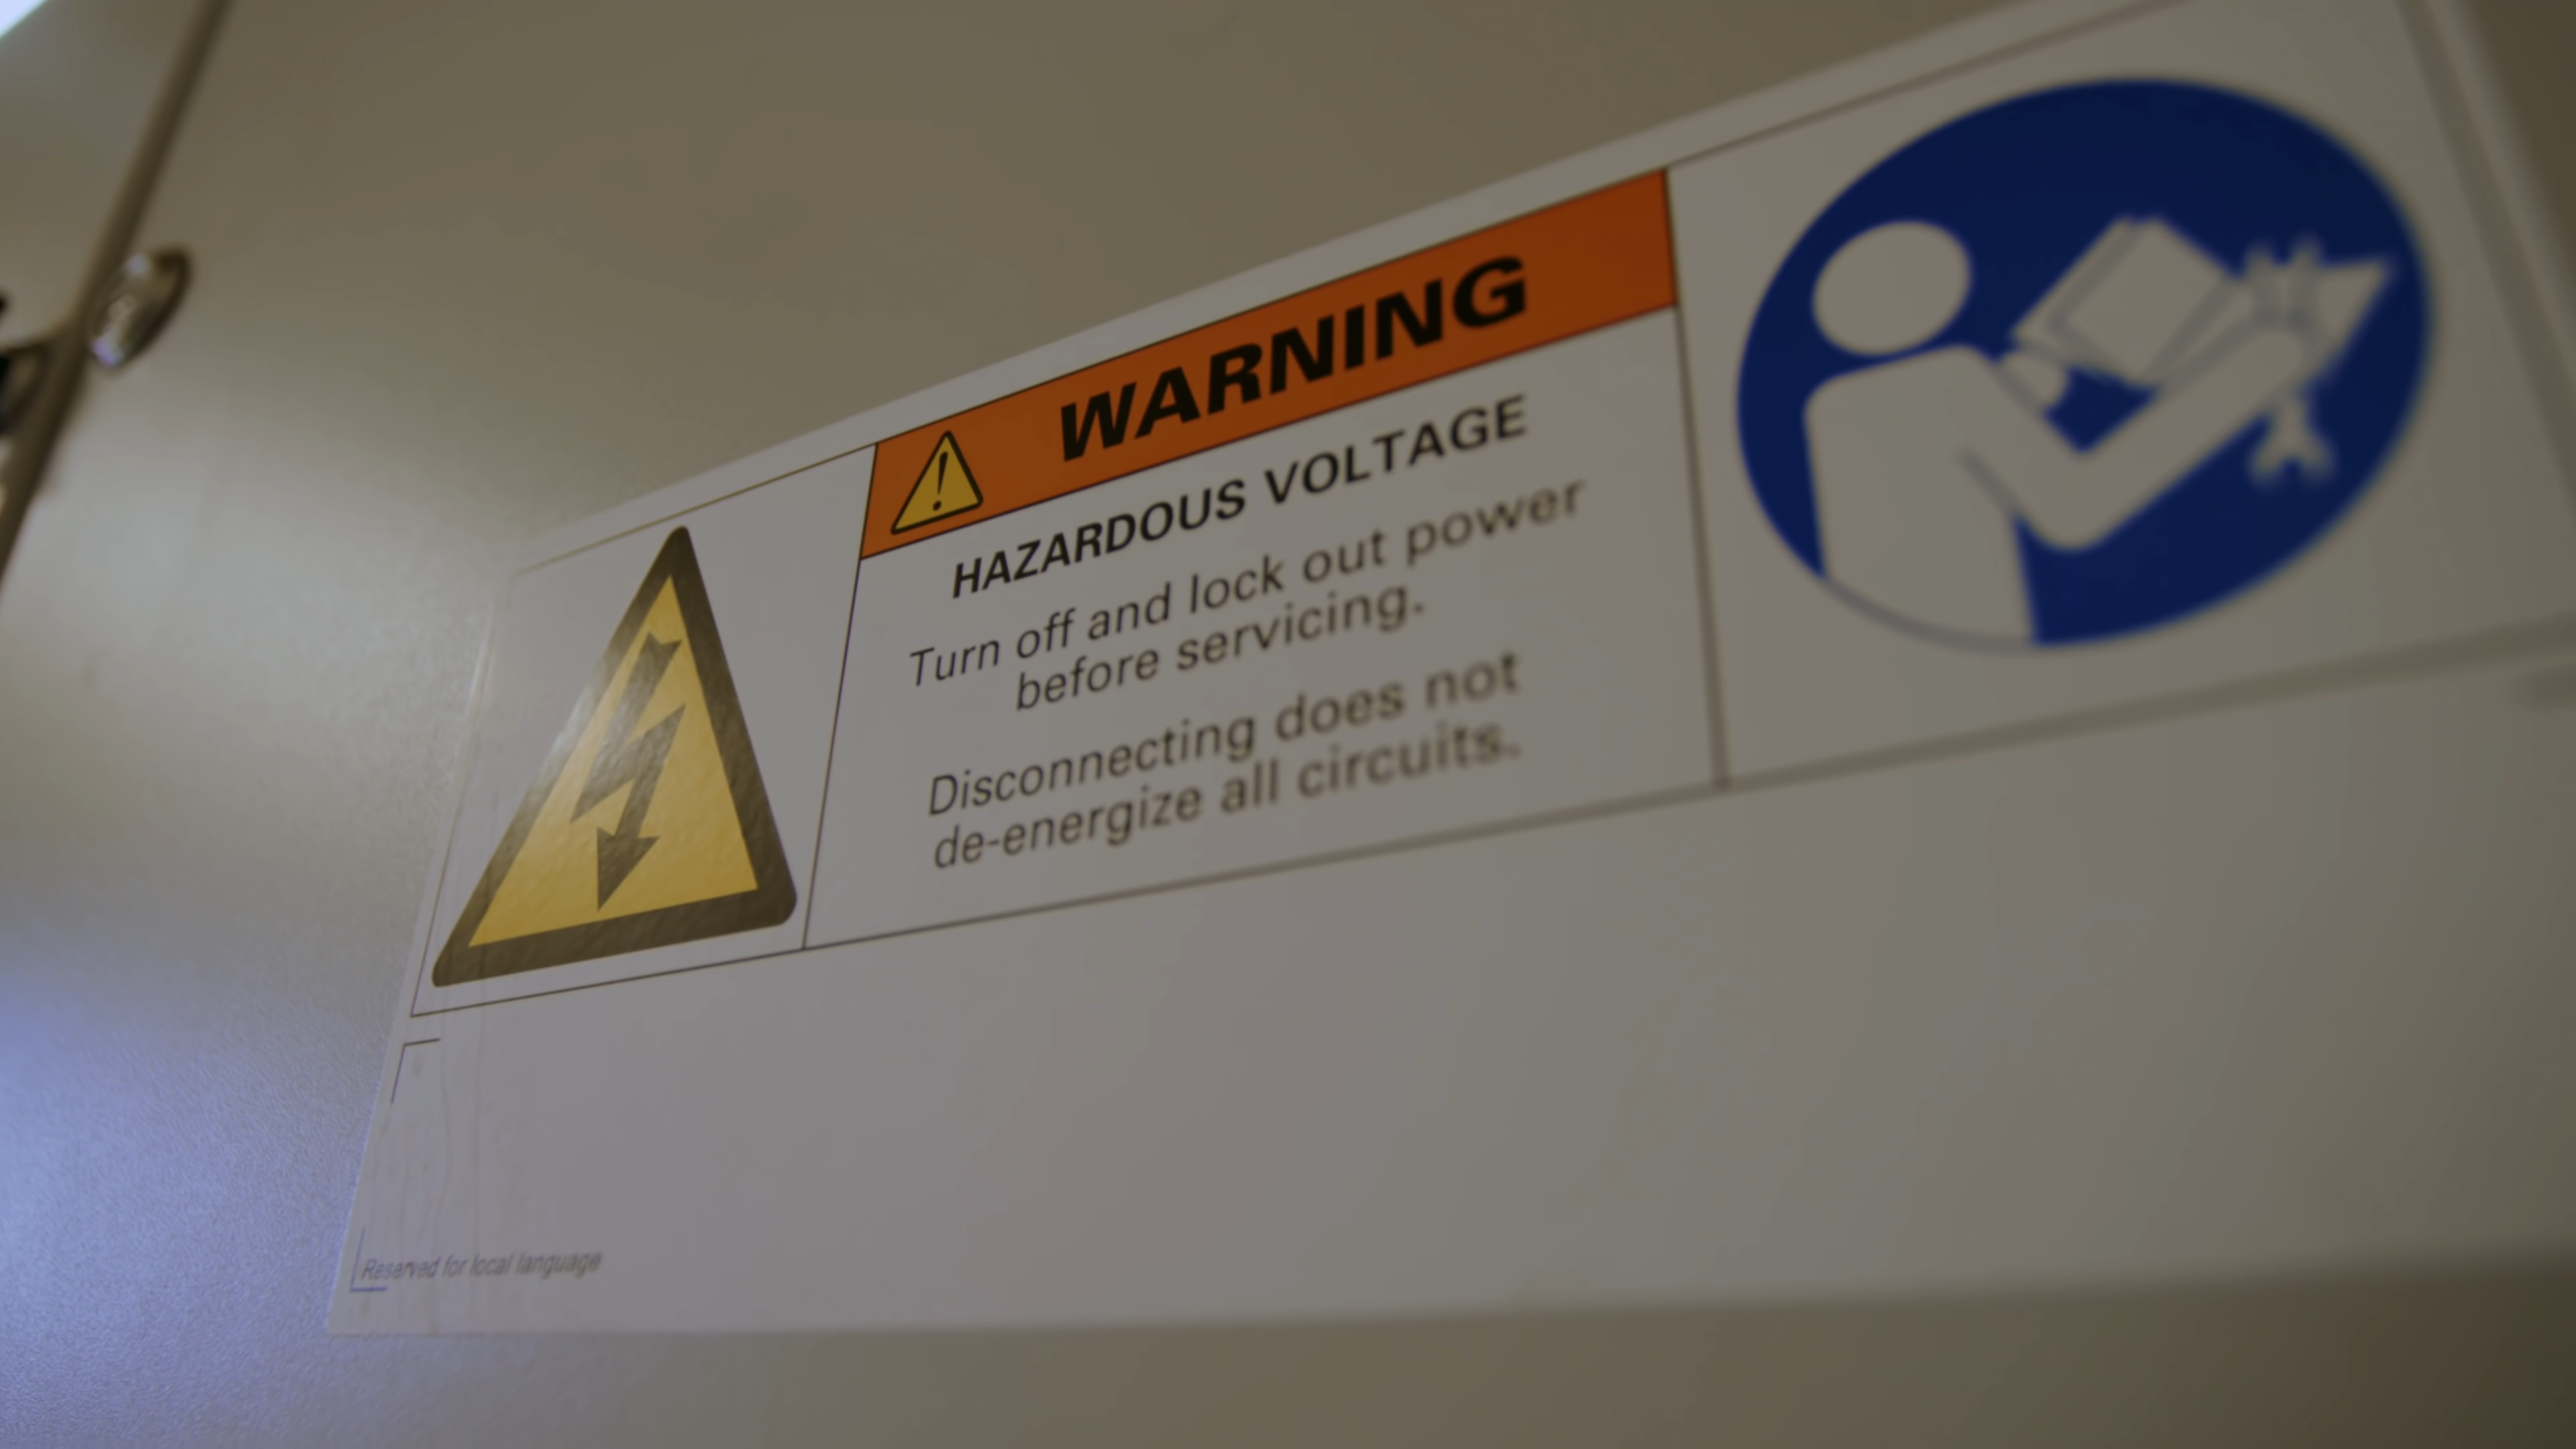 WARNING
HAZARDOUS VOLTAGE
Turn off and lock out power
before servicing.
Disconnecting does not
de-energize all circuits.
Reserved for local language